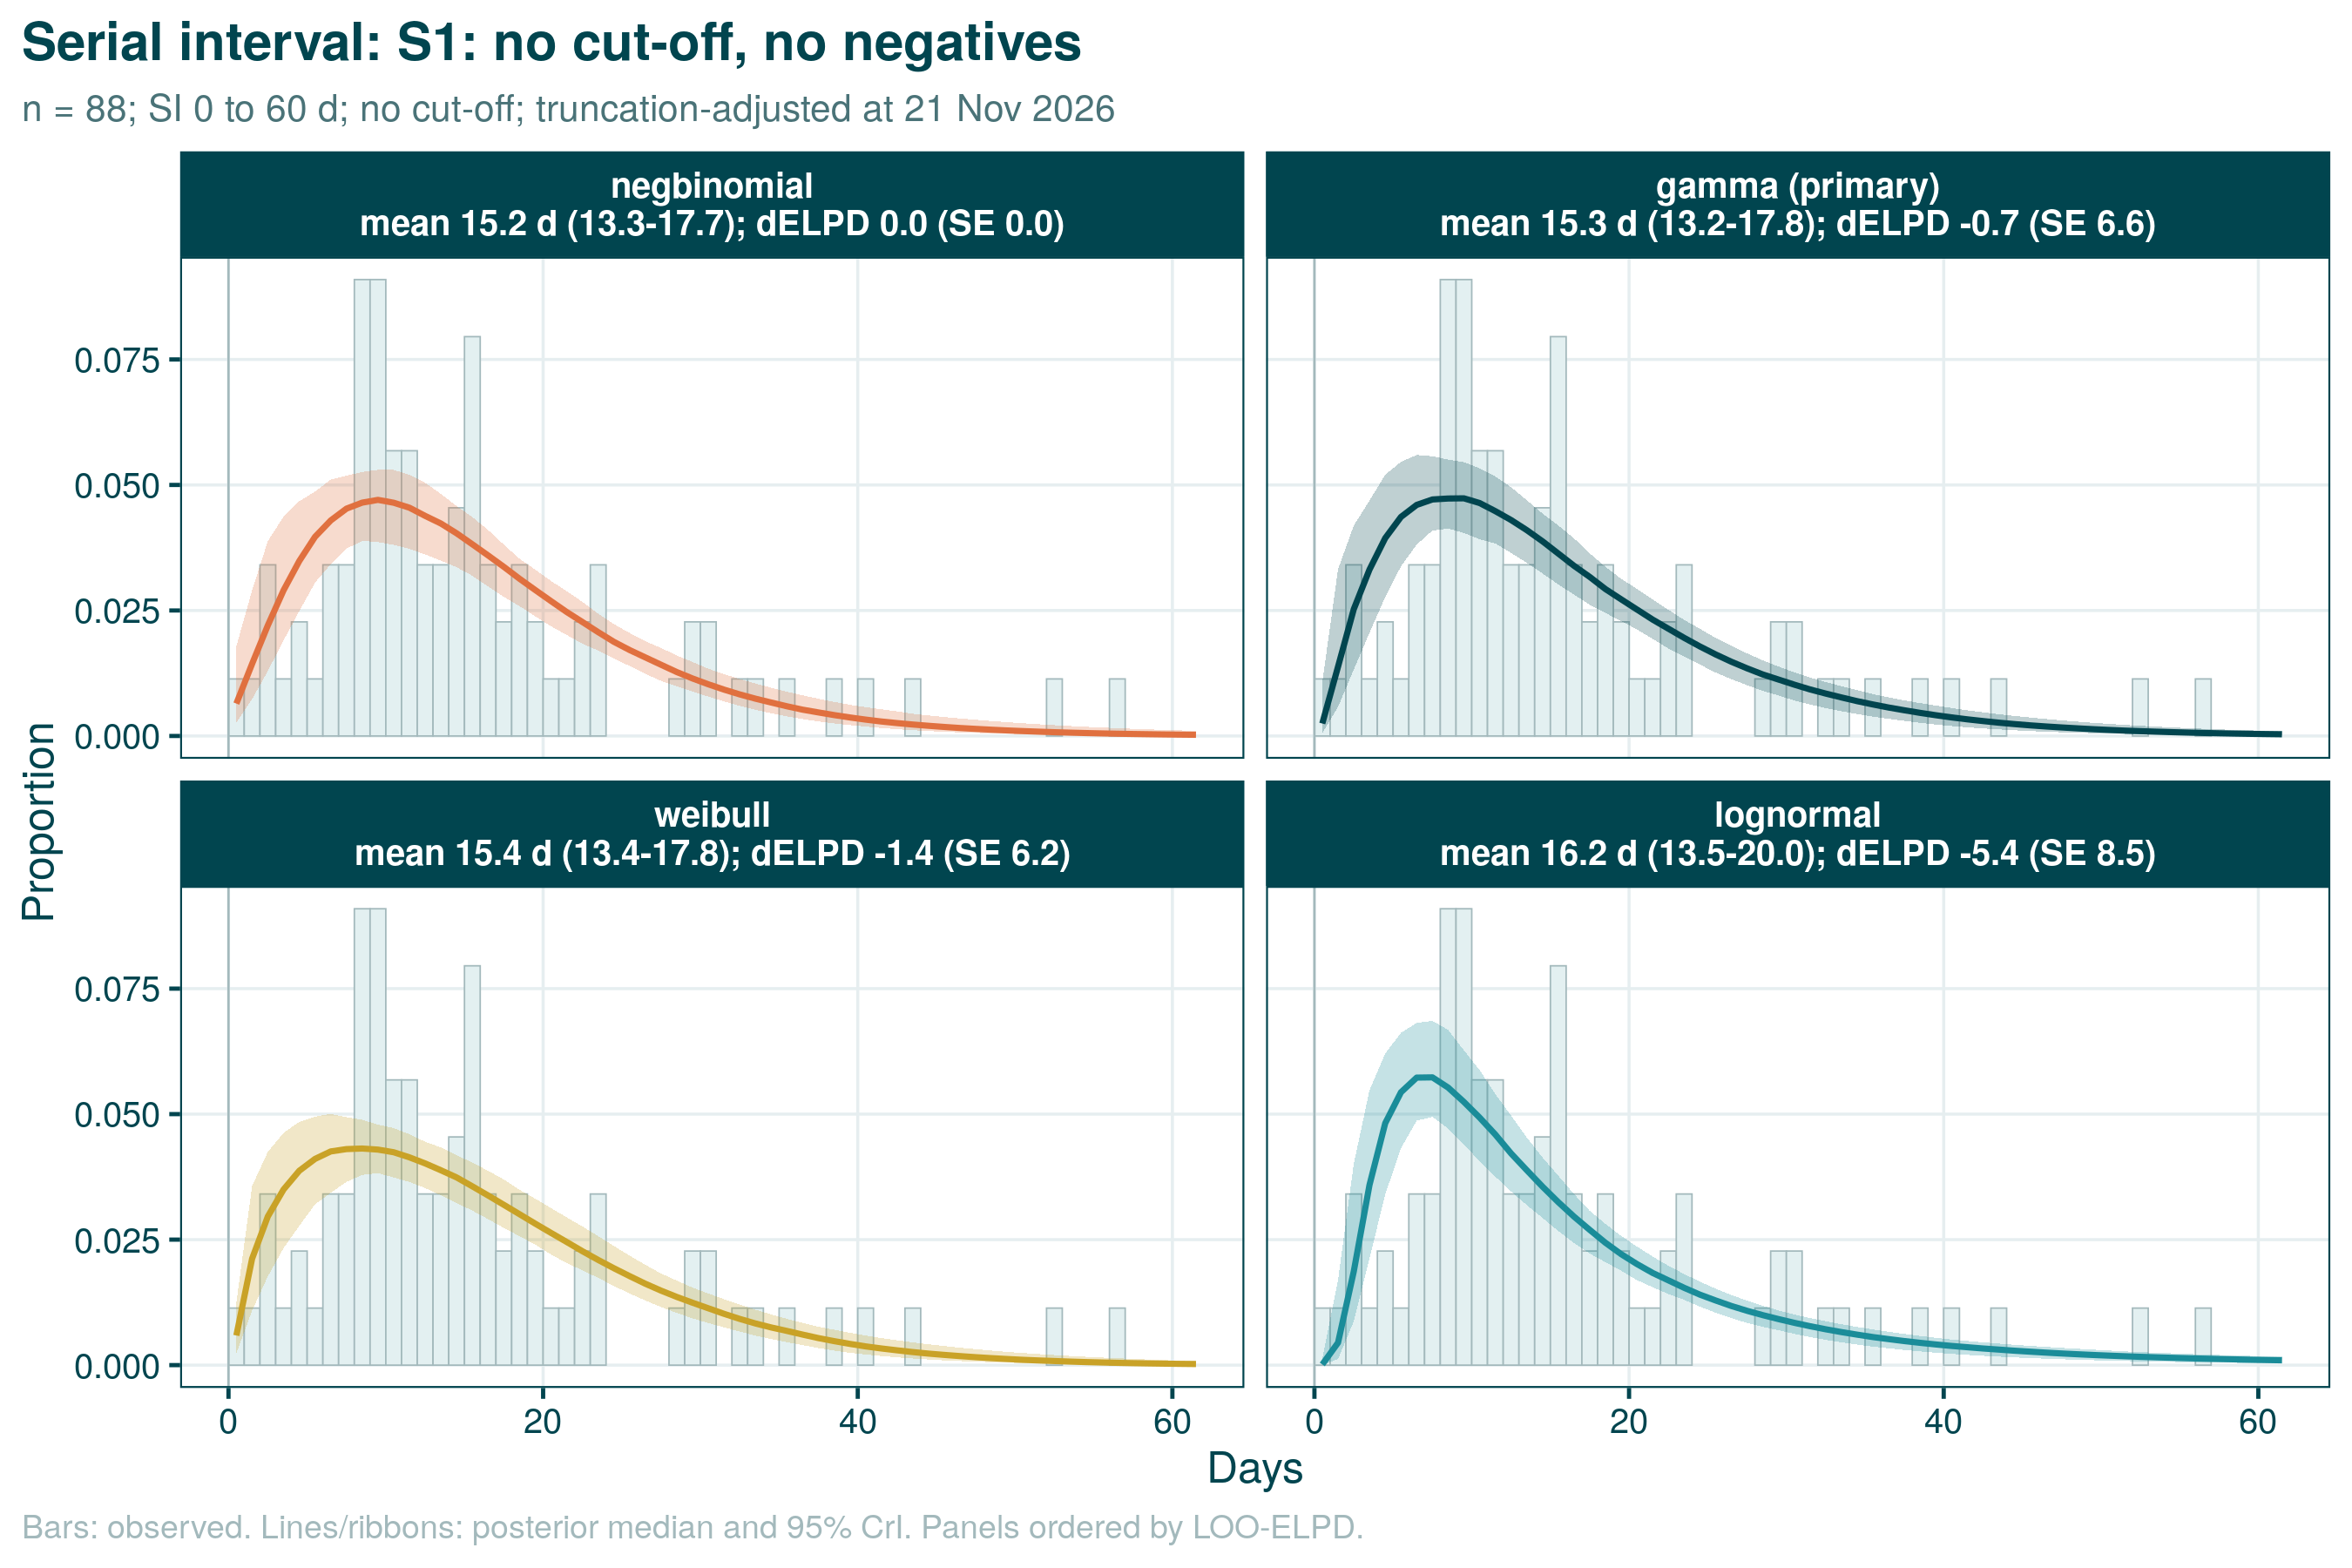 Serial interval: S1: no cut-off, no negatives
n = 88; SI 0 to 60 d; no cut-off; truncation-adjusted at 21 Nov 2026
negbinomial
mean 15.2 d (13.3-17.7); dELPD 0.0 (SE 0.0)
gamma (primary)
mean 15.3 d (13.2-17.8); dELPD -0.7 (SE 6.6)
0.075
0.050
0.025
0.000
weibull
mean 15.4 d (13.4-17.8); dELPD -1.4 (SE 6.2)
lognormal
mean 16.2 d (13.5-20.0); dELPD -5.4 (SE 8.5)
0.075
0.050
0.025
0.000
Proportion
0 20 40 60
0 20 40 60
Days
Bars: observed. Lines/ribbons: posterior median and 95% CrI. Panels ordered by LOO-ELPD.